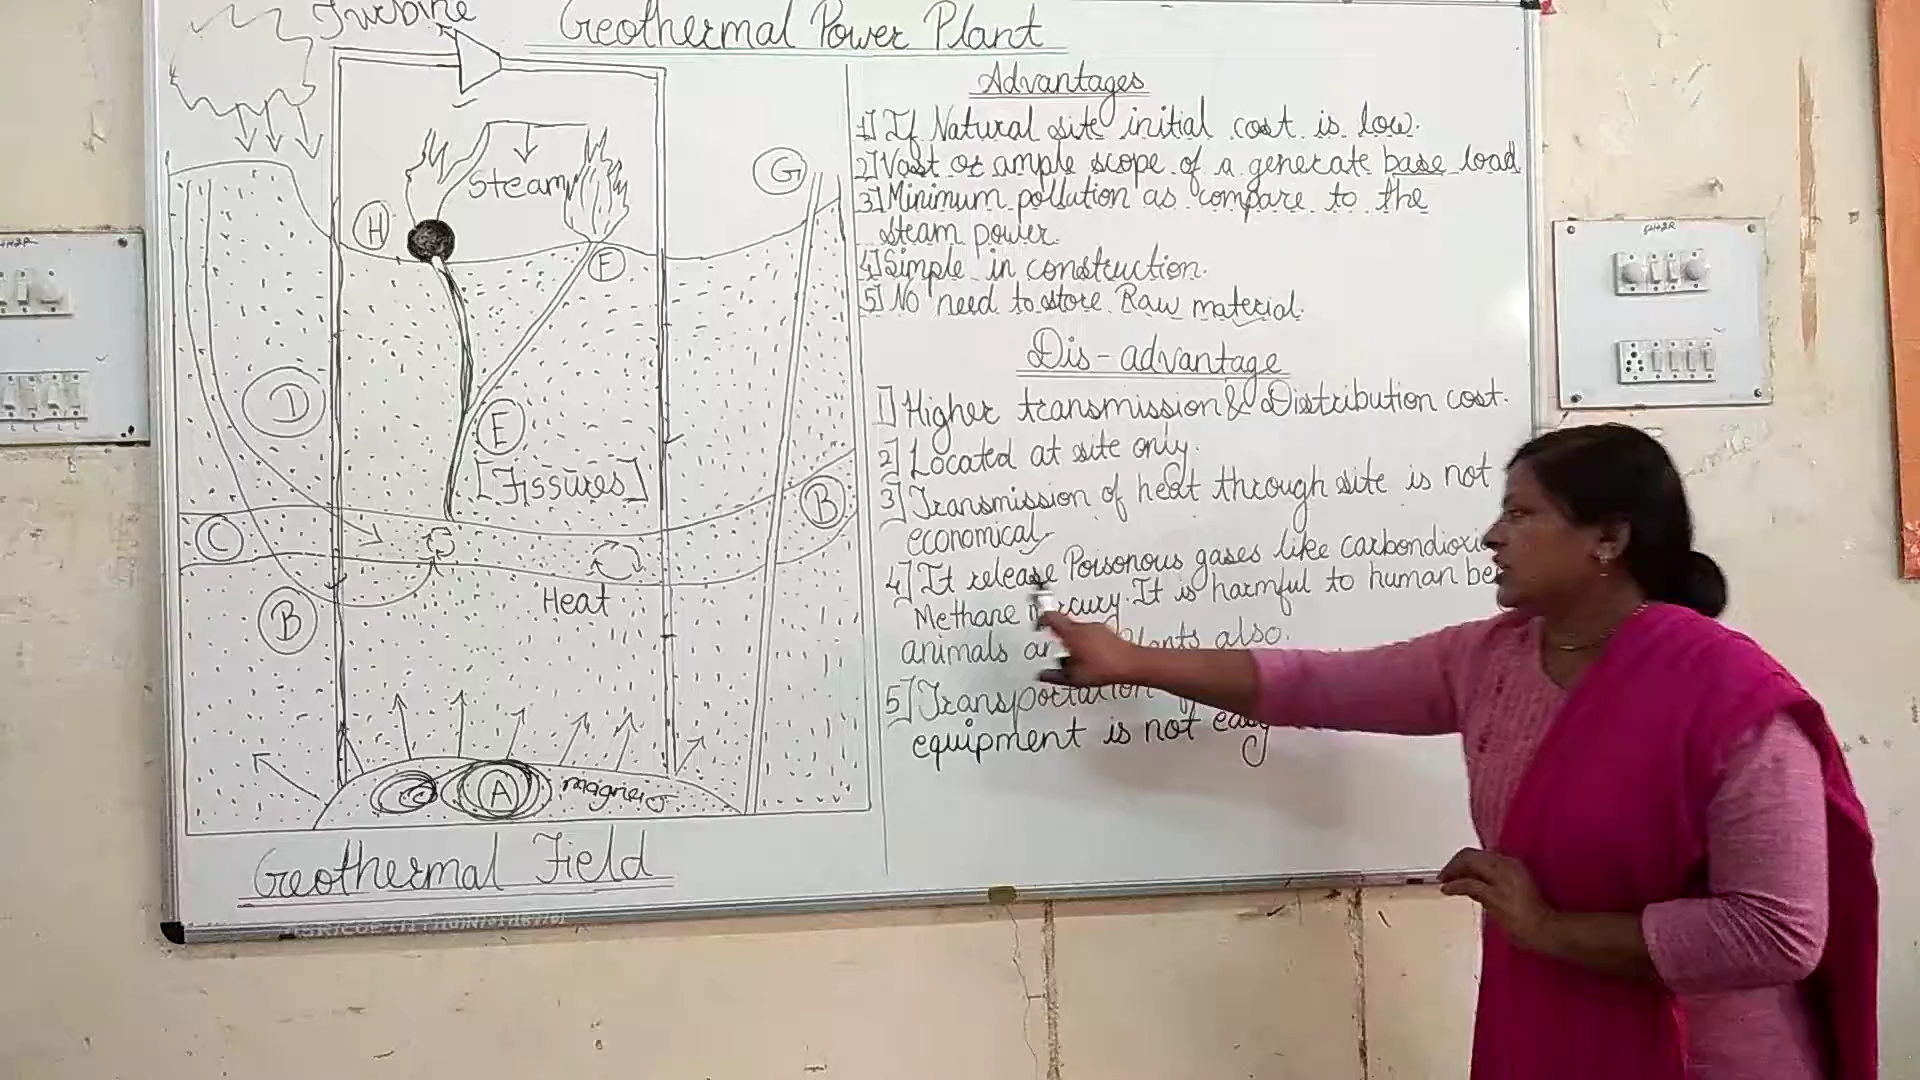 Turbine
Geothermal Power Plant
Steam
H
G
F
D
E
[Fissures]
C
B
B
Heat
A
Geothermal Field
Advantages
1] If Natural site initial cost is low.
2] Vast or ample scope of a generate base load
3] Minimum pollution as compare to the
steam power.
4] Simple in construction.
5] No need to store Raw material.
Dis-advantage
1] Higher transmission & Distribution cost.
2] Located at site only.
3] Transmission of heat through site is not
economical
4] It release Poisonous gases like
Methane It is harmful to human
animals also.
5] Transportation
equipment is not easy